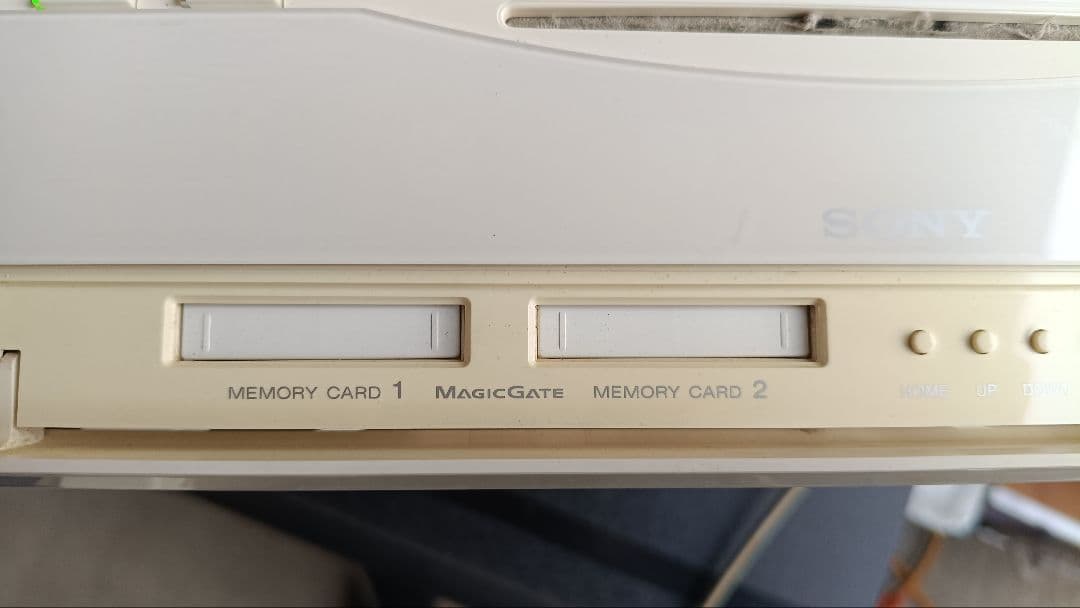 SONY
MEMORY CARD 1 MAGICGATE MEMORY CARD 2
HOME UP DOWN